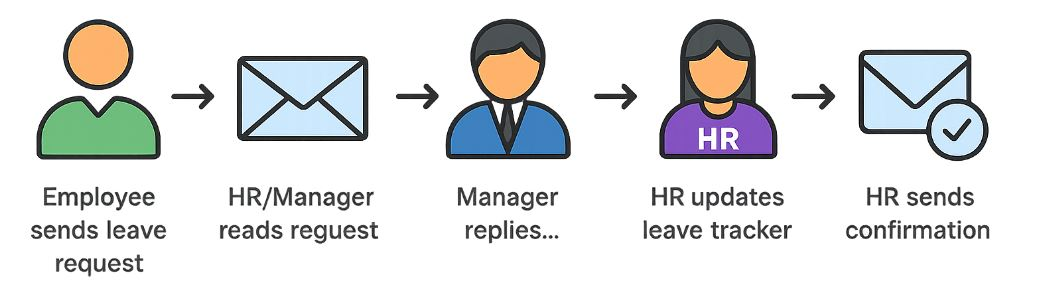 Employee
sends leave
request
HR/Manager
reads reguest
Manager
replies...
HR
HR updates
leave tracker
HR sends
confirmation